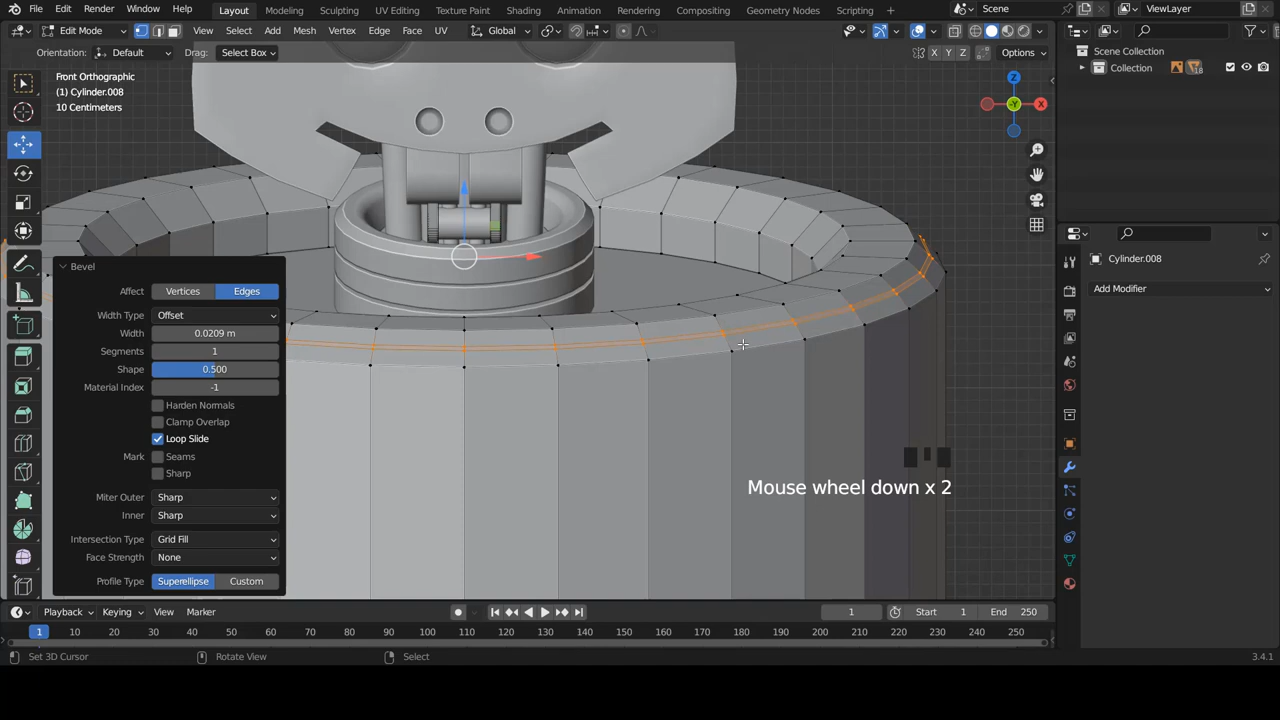 File Edit Render Window Help Layout Modeling Sculpting UV Editing Texture Paint Shading Animation Rendering Compositing Geometry Nodes Scripting Scene ViewLayer
Edit Mode View Select Add Mesh Vertex Edge Face UV Global
Orientation: Default Drag: Select Box X Y Z Options
Scene Collection
Collection 18
Front Orthographic
(1) Cylinder.008
10 Centimeters
Z
-Y
X
Cylinder.008
Add Modifier
Bevel
Affect Vertices Edges
Width Type Offset
Width 0.0209 m
Segments 1
Shape 0.500
Material Index -1
Harden Normals
Clamp Overlap
Loop Slide
Mark Seams
Sharp
Miter Outer Sharp
Inner Sharp
Intersection Type Grid Fill
Face Strength None
Profile Type Superellipse Custom
Mouse wheel down x 2
Playback Keying View Marker 1 Start 1 End 250
1 10 20 30 40 50 60 70 80 90 100 110 120 130 140 150 160 170 180 190 200 210 220 230 240 250
Set 3D Cursor Rotate View Select 3.4.1